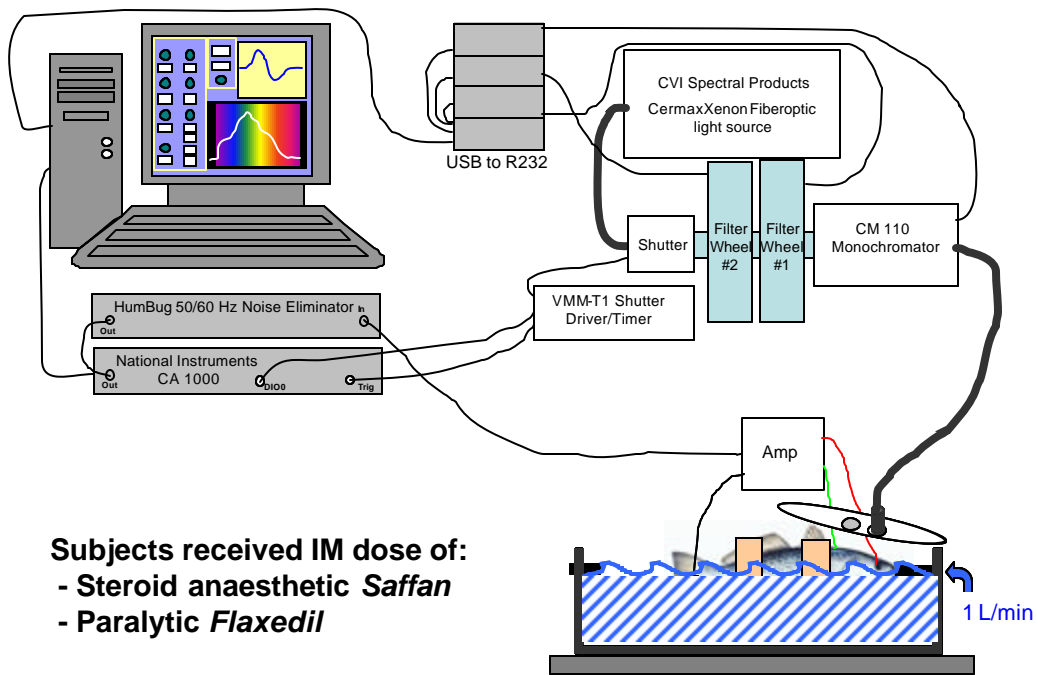 USB to R232
CVI Spectral Products
CermaxXenon Fiberoptic
light source
Shutter
Filter
Wheel
#2
Filter
Wheel
#1
CM 110
Monochromator
VMM-T1 Shutter
Driver/Timer
HumBug 50/60 Hz Noise Eliminator
In
Out
National Instruments
CA 1000
Out
DIO0
Trig
Amp
Subjects received IM dose of:
- Steroid anaesthetic Saffan
- Paralytic Flaxedil
1 L/min